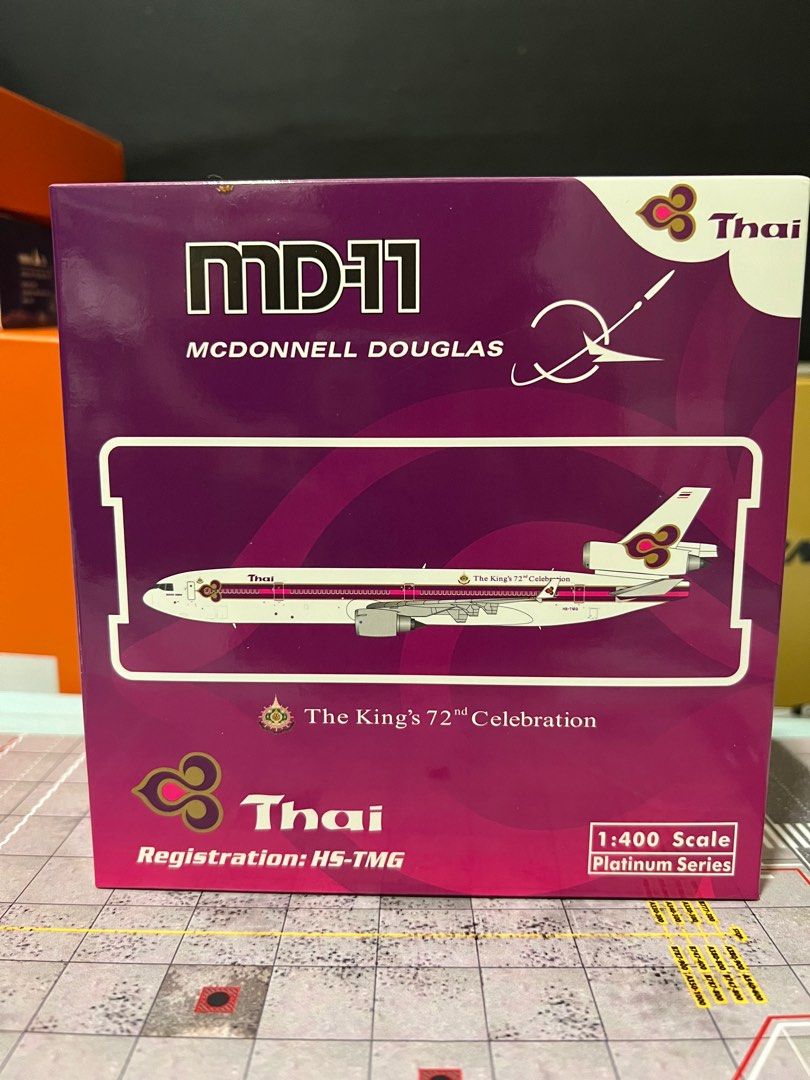 Thai
MD-11
MCDONNELL DOUGLAS
Thai
The King's 72nd Celebration
HS-TMG
The King's 72nd Celebration
Thai
Registration: HS-TMG
1:400 Scale
Platinum Series